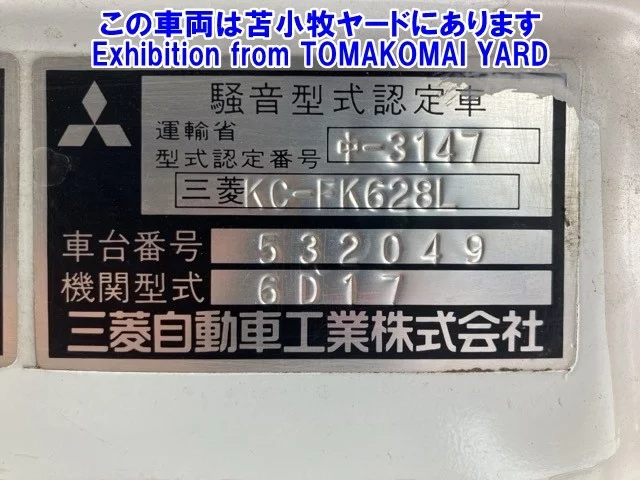 この車両は苫小牧ヤードにあります
Exhibition from TOMAKOMAI YARD
騒音型式認定車
運輸省
型式認定番号 中-3147
三菱 KC-FK628L
車台番号 532049
機関型式 6D17
三菱自動車工業株式会社